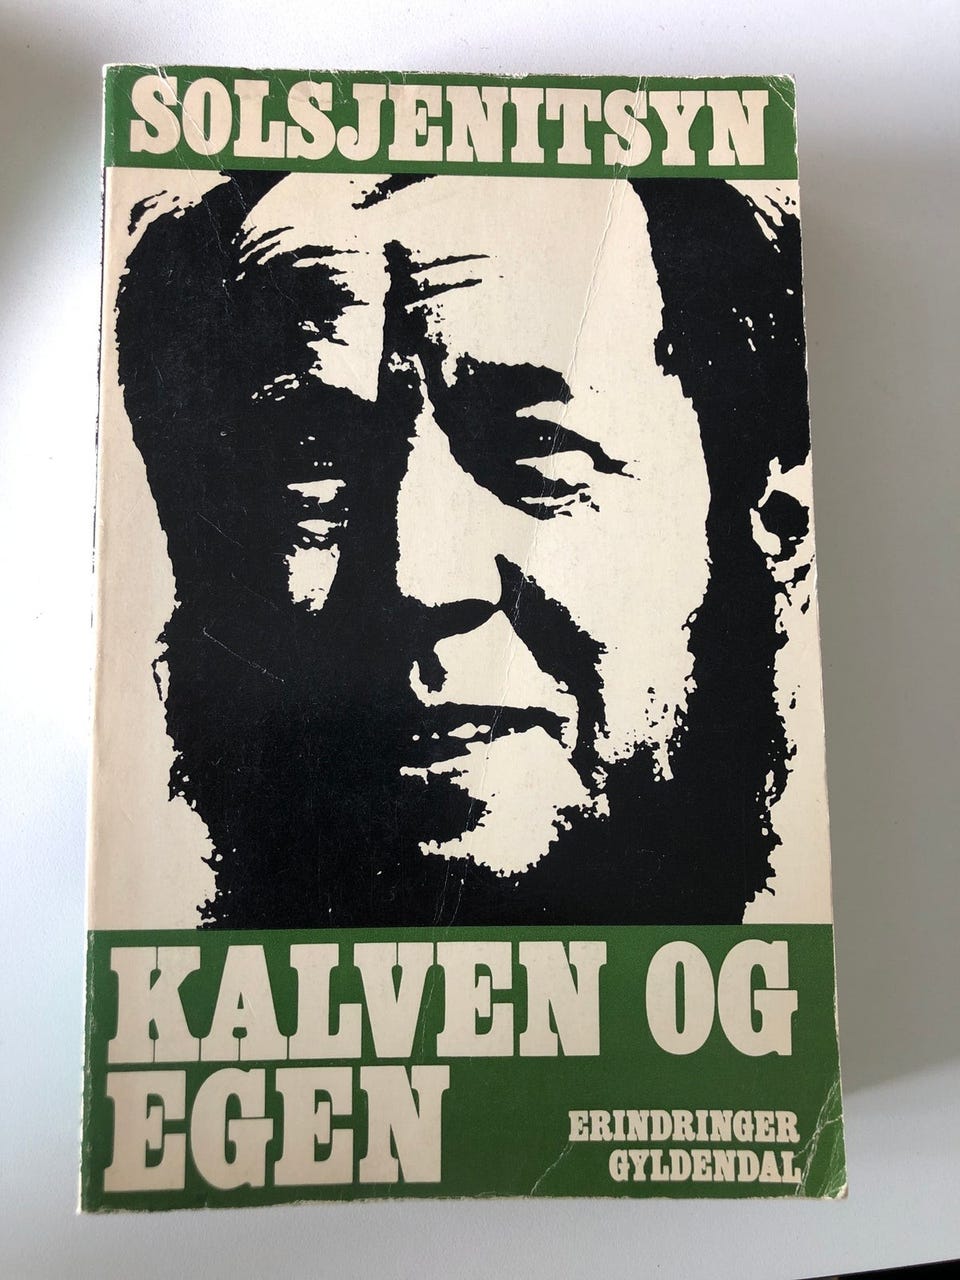 SOLSJENITSYN
KALVEN OG
EGEN
ERINDRINGER
GYLDENDAL